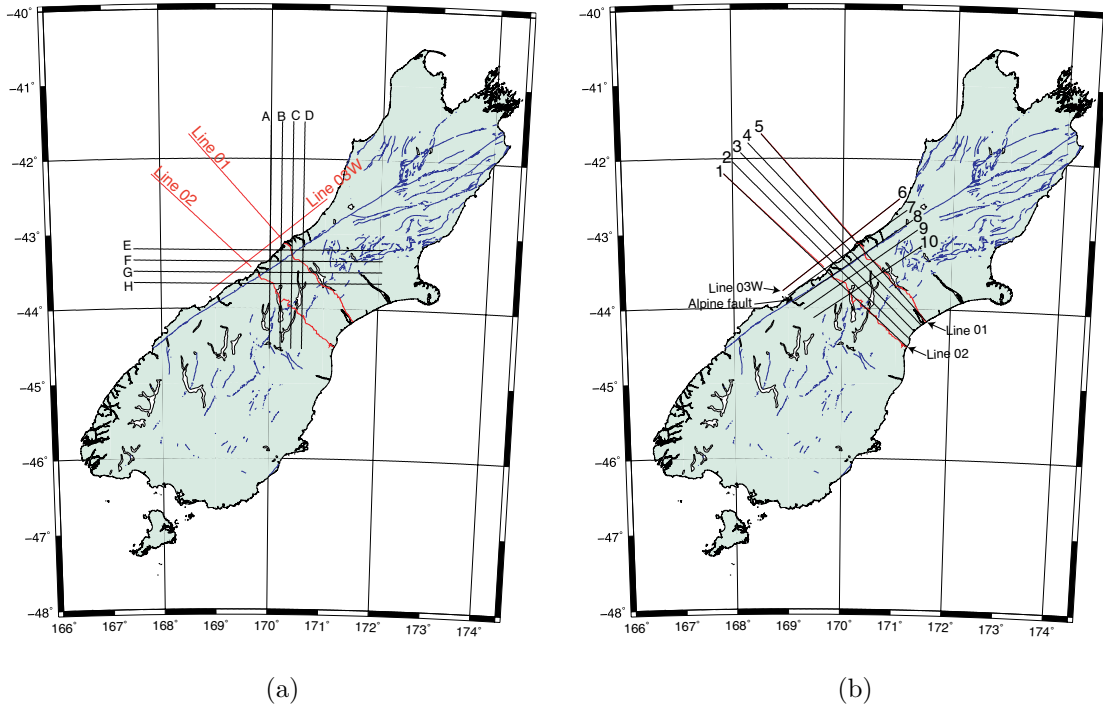 −40˚
−41˚
−42˚
−43˚
−44˚
−45˚
−46˚
−47˚
−48˚
166˚ 167˚ 168˚ 169˚ 170˚ 171˚ 172˚ 173˚ 174˚
A B C D
Line 01
Line 02
Line 03W
E
F
G
H
(a)
−40˚
−41˚
−42˚
−43˚
−44˚
−45˚
−46˚
−47˚
−48˚
166˚ 167˚ 168˚ 169˚ 170˚ 171˚ 172˚ 173˚ 174˚
5
4
3
2
1
6
7
8
9
10
Line 03W
Alpine fault
Line 01
Line 02
(b)